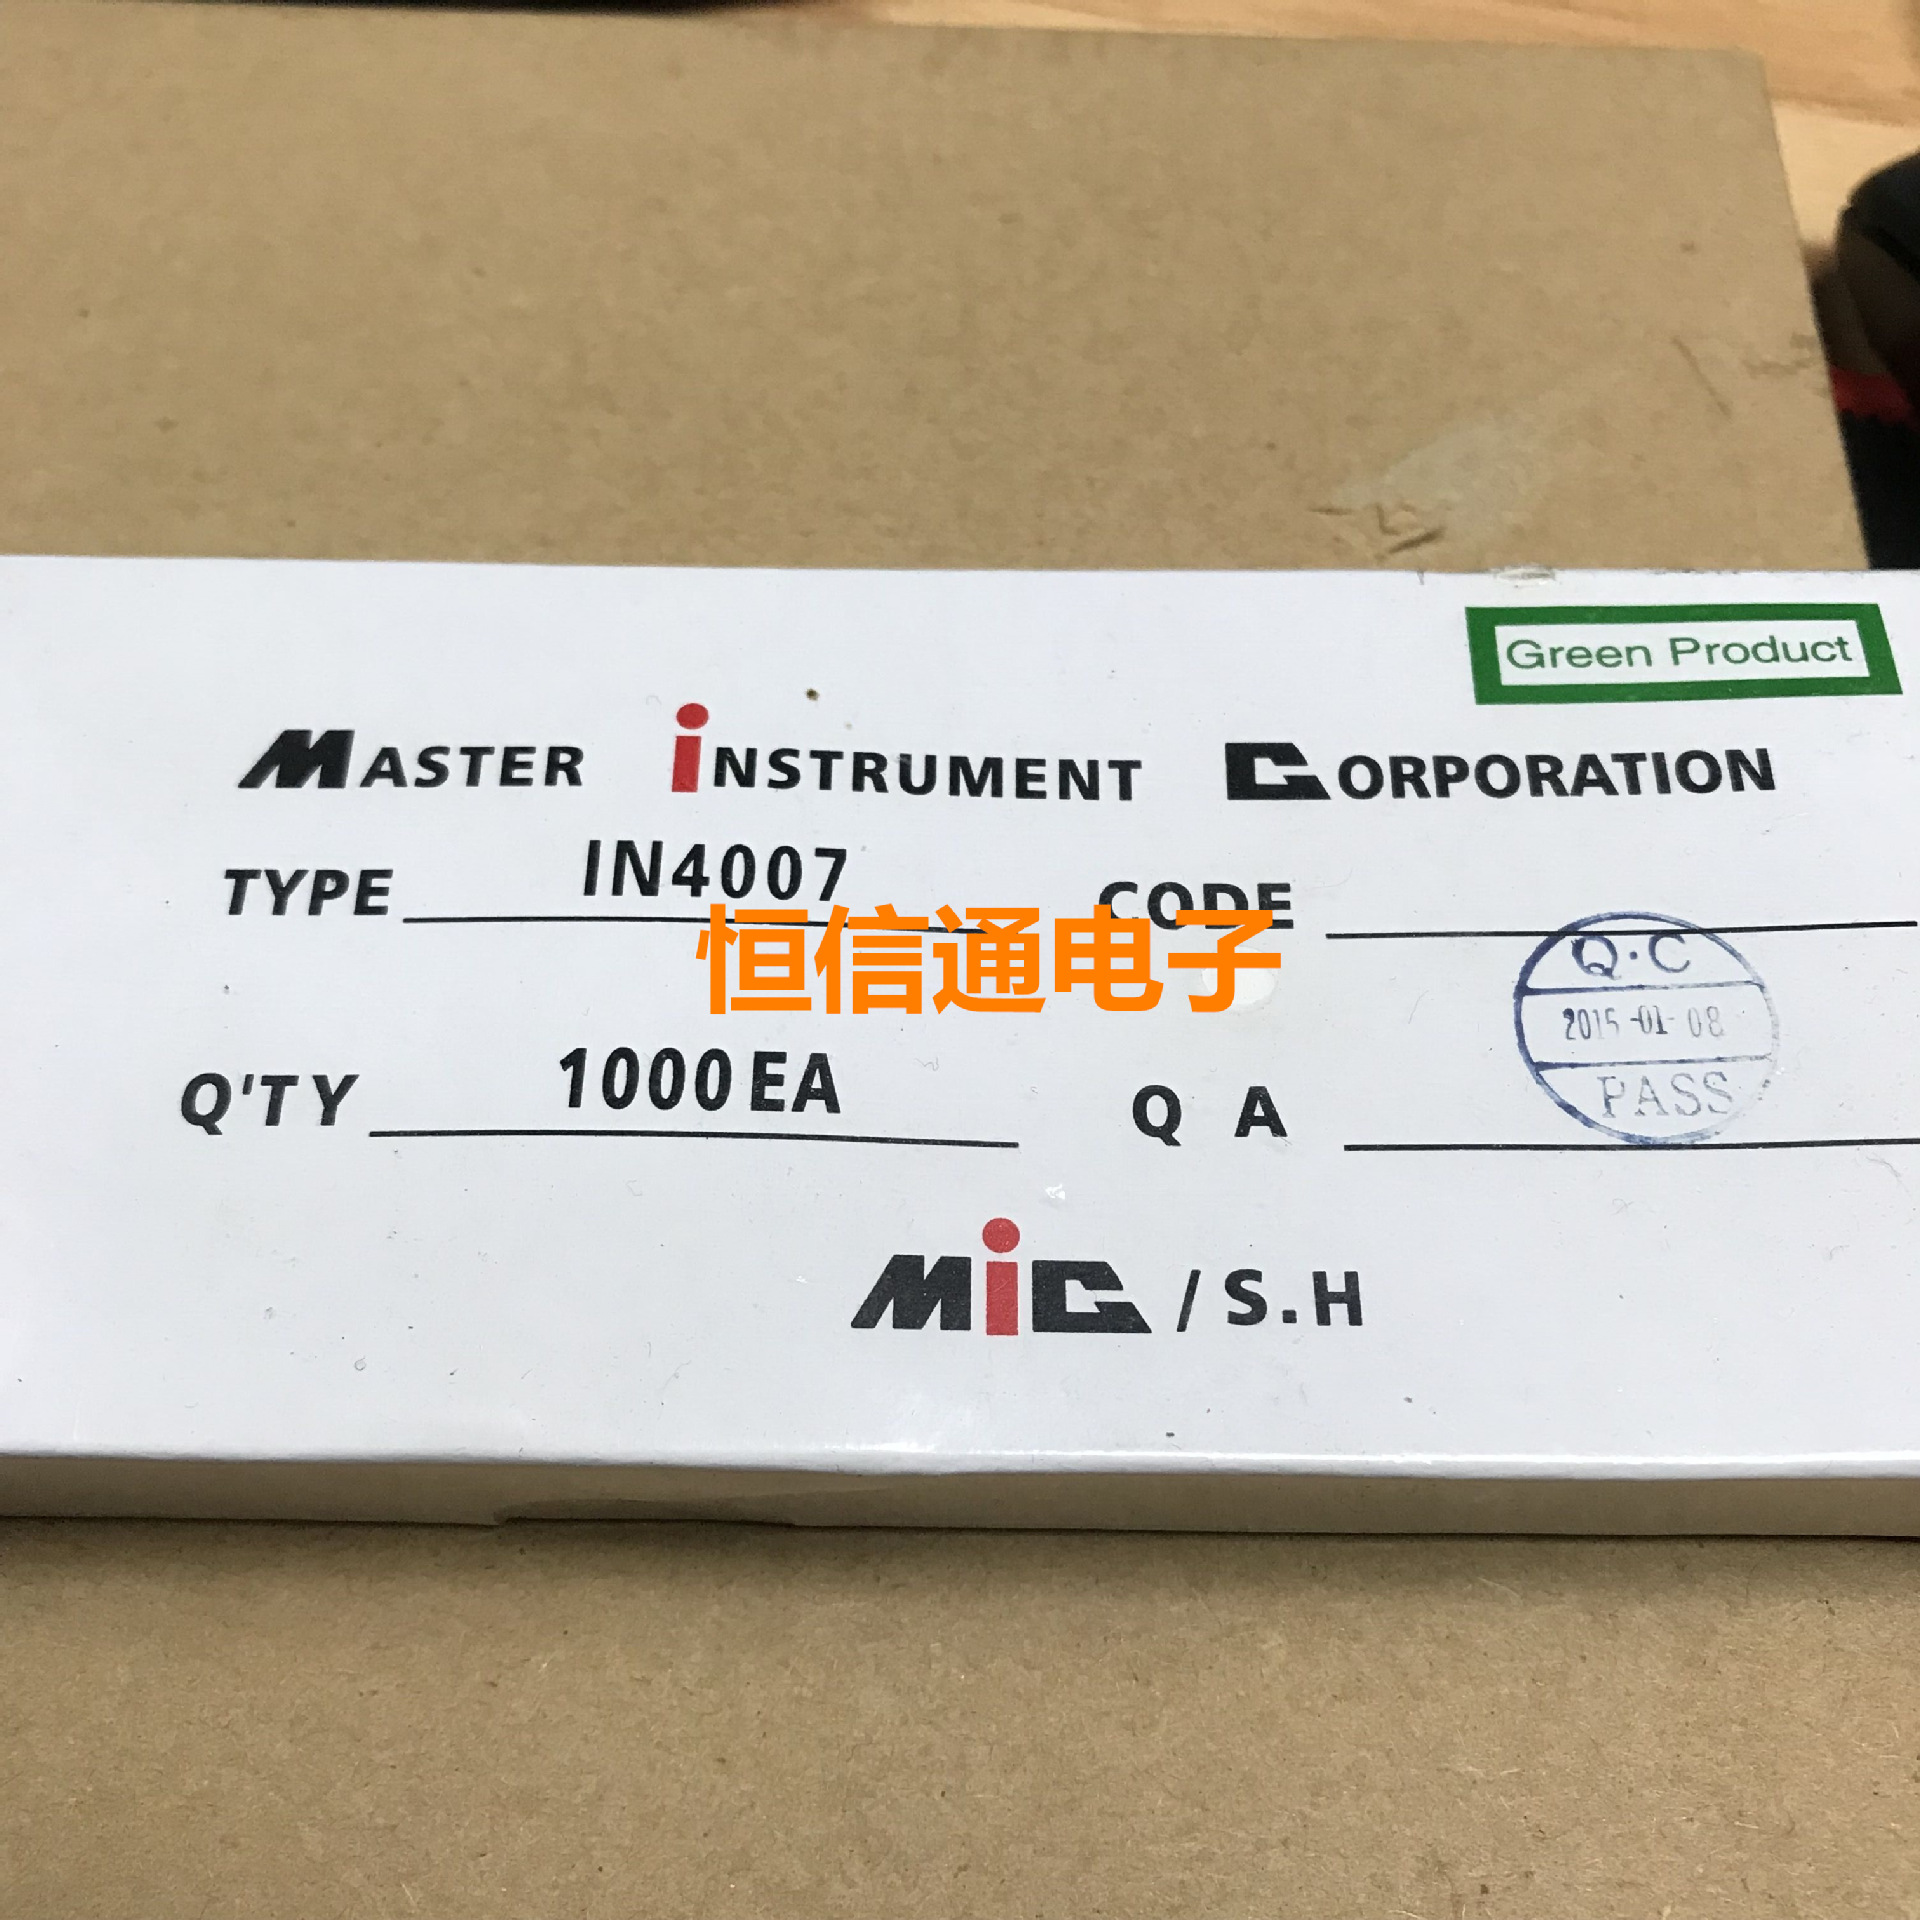 Green Product
MASTER iNSTRUMENT CORPORATION
TYPE IN4007 CODE
恒信通电子
Q'TY 1000EA Q A
Q·C
2015-01-08
PASS
MiC / S.H